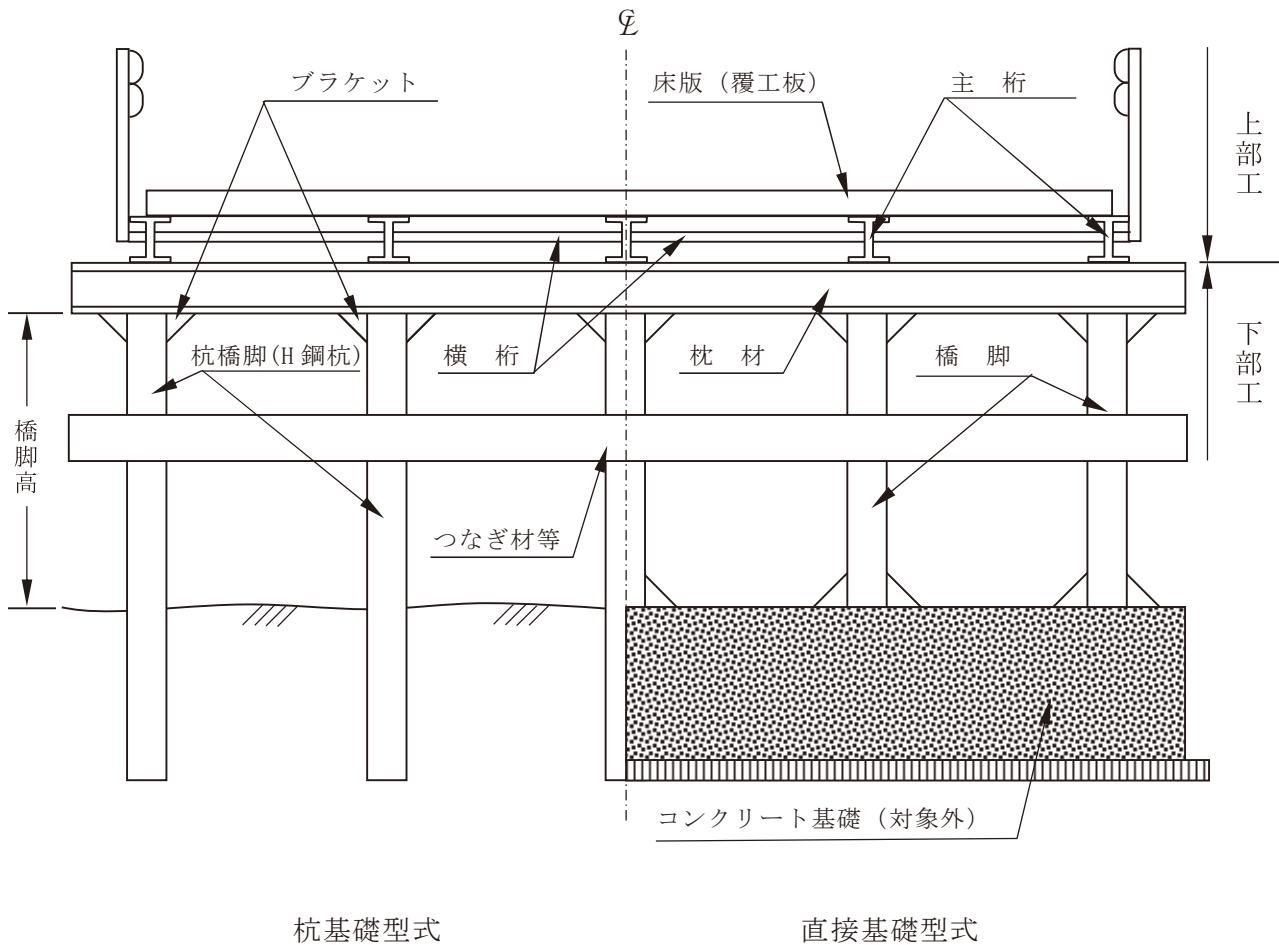 ℄
ブラケット
床版（覆工板）
主　桁
上部工
杭橋脚(H鋼杭)
横　桁
枕　材
橋　脚
下部工
橋脚高
つなぎ材等
コンクリート基礎（対象外）
杭基礎型式
直接基礎型式